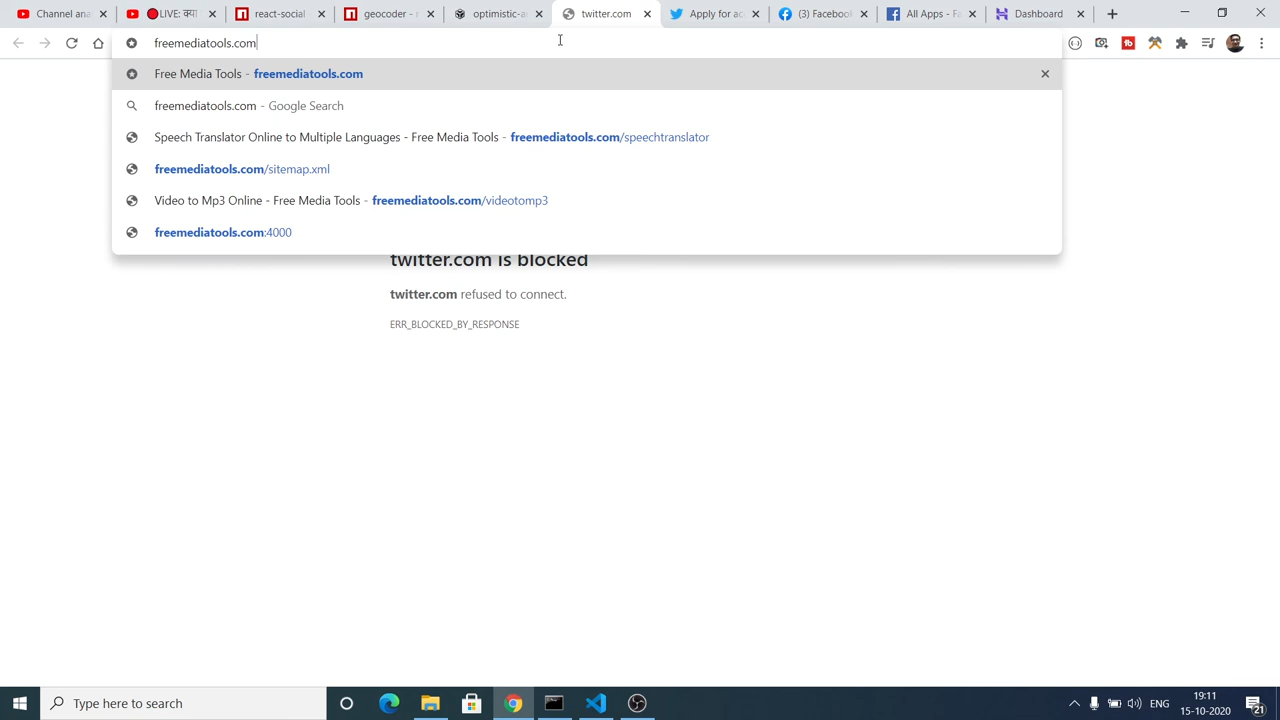 Channel ana
LIVE: क्या
react-social
geocoder - n
optimistic-a
twitter.com
Apply for ac
(3) Facebook
All Apps - Fa
Dashboard
freemediatools.com
Free Media Tools - freemediatools.com
freemediatools.com - Google Search
Speech Translator Online to Multiple Languages - Free Media Tools - freemediatools.com/speechtranslator
freemediatools.com/sitemap.xml
Video to Mp3 Online - Free Media Tools - freemediatools.com/videotomp3
freemediatools.com:4000
twitter.com is blocked
twitter.com refused to connect.
ERR_BLOCKED_BY_RESPONSE
Type here to search
ENG
19:11
15-10-2020
21